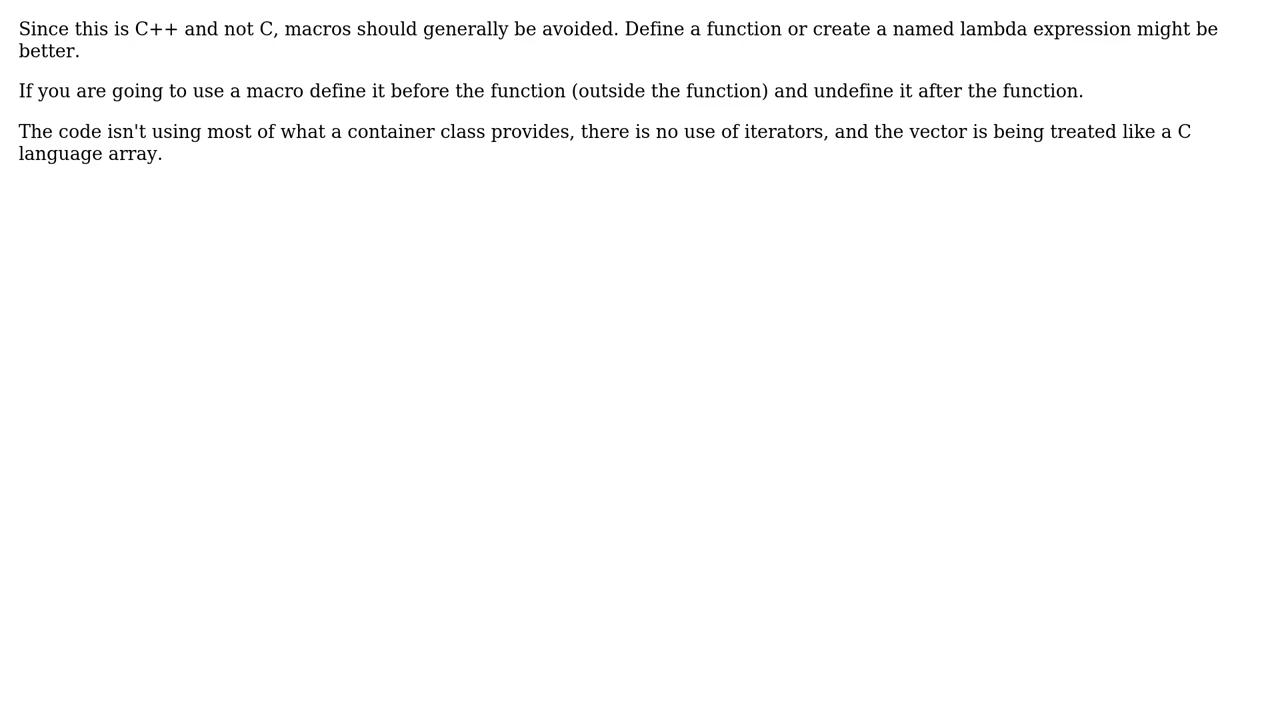 Since this is C++ and not C, macros should generally be avoided. Define a function or create a named lambda expression might be
better.
If you are going to use a macro define it before the function (outside the function) and undefine it after the function.
The code isn't using most of what a container class provides, there is no use of iterators, and the vector is being treated like a C
language array.